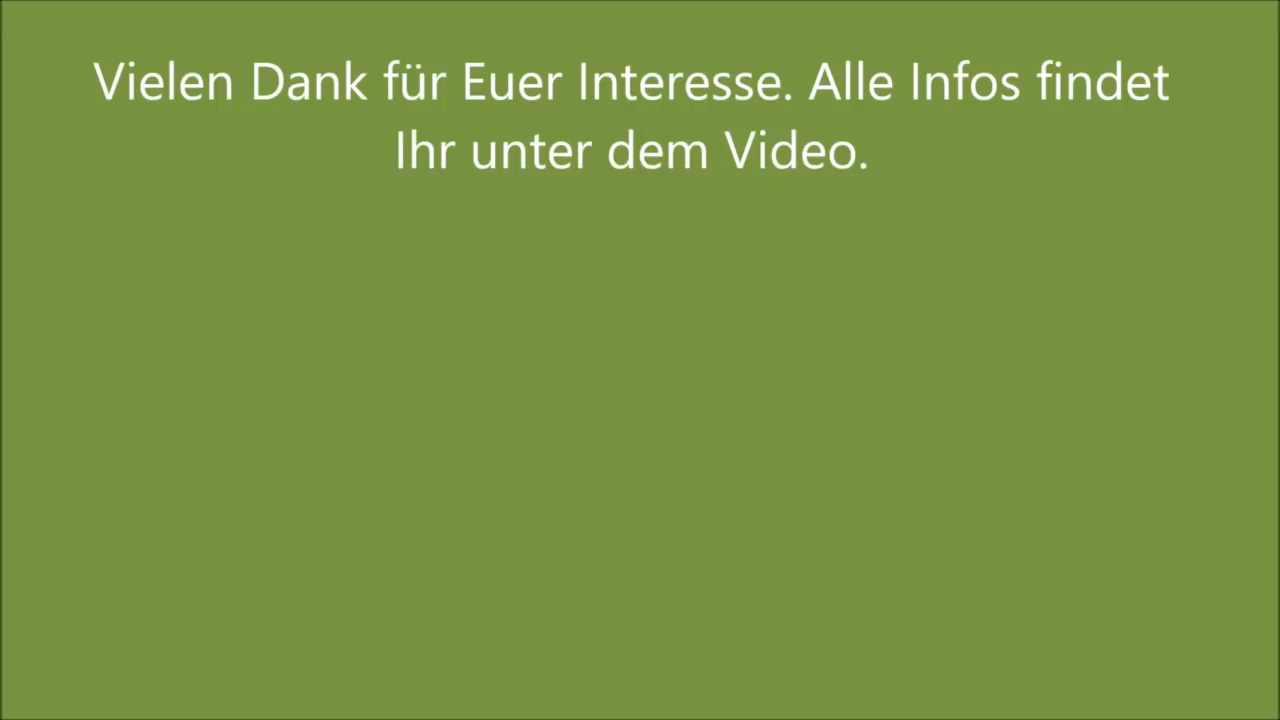 Vielen Dank für Euer Interesse. Alle Infos findet
Ihr unter dem Video.